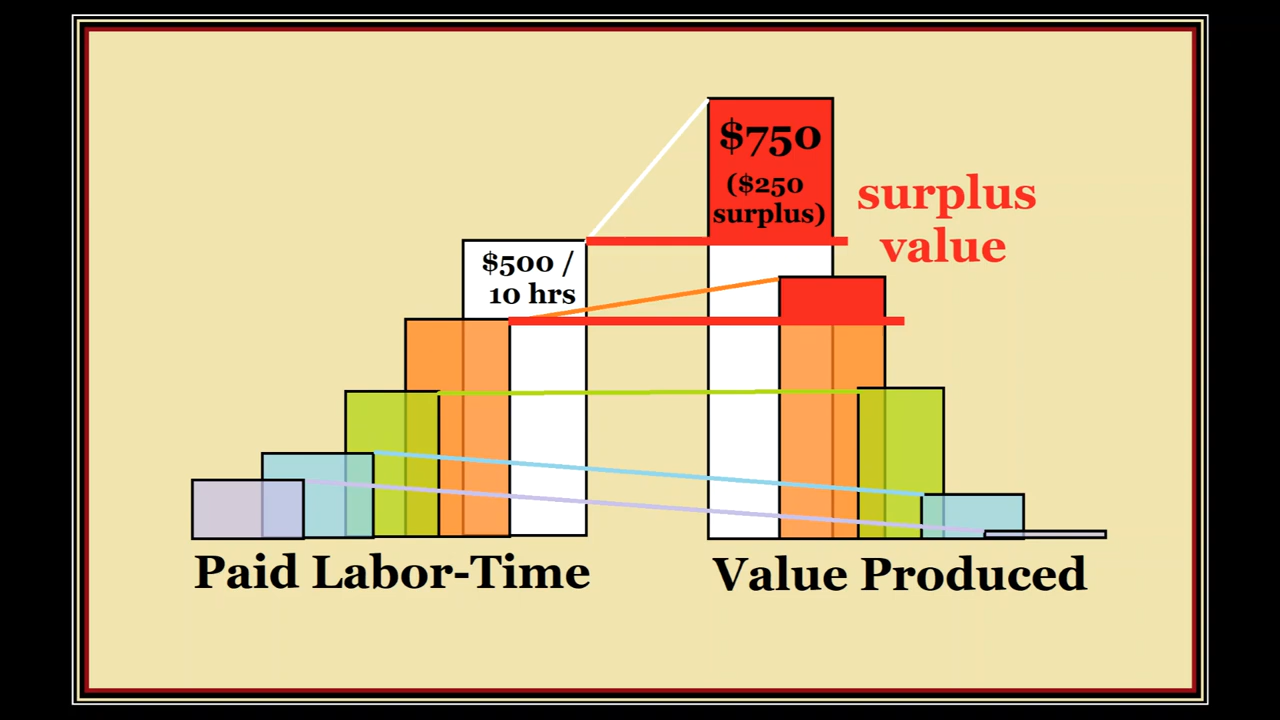 $750
($250
surplus)
surplus
value
$500 /
10 hrs
Paid Labor-Time
Value Produced